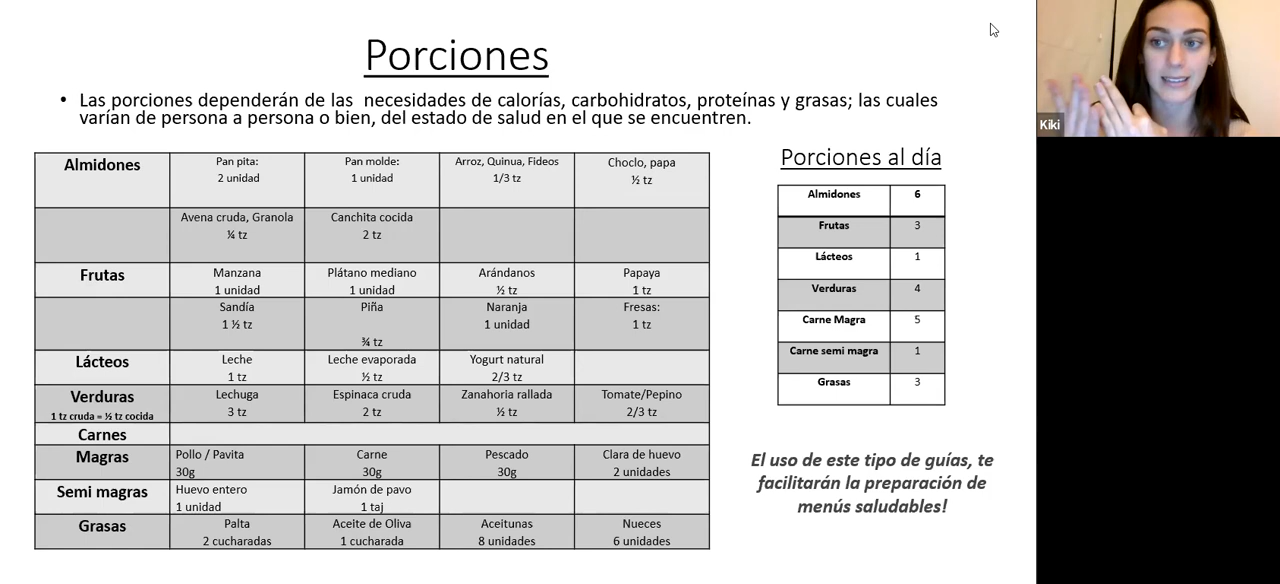 Porciones
• Las porciones dependerán de las necesidades de calorías, carbohidratos, proteínas y grasas; las cuales
varían de persona a persona o bien, del estado de salud en el que se encuentren.
Almidones Pan pita: Pan molde: Arroz, Quinua, Fideos Choclo, papa
2 unidad 1 unidad 1/3 tz ½ tz
Avena cruda, Granola Canchita cocida
¼ tz 2 tz
Frutas Manzana Plátano mediano Arándanos Papaya
1 unidad 1 unidad ½ tz 1 tz
Sandía Piña Naranja Fresas:
1 ½ tz 1 unidad 1 tz
¾ tz
Lácteos Leche Leche evaporada Yogurt natural
1 tz ½ tz 2/3 tz
Verduras Lechuga Espinaca cruda Zanahoria rallada Tomate/Pepino
1 tz cruda = ½ tz cocida 3 tz 2 tz ½ tz 2/3 tz
Carnes
Magras Pollo / Pavita Carne Pescado Clara de huevo
30g 30g 30g 2 unidades
Semi magras Huevo entero Jamón de pavo
1 unidad 1 taj
Grasas Palta Aceite de Oliva Aceitunas Nueces
2 cucharadas 1 cucharada 8 unidades 6 unidades
Porciones al día
Almidones 6
Frutas 3
Lácteos 1
Verduras 4
Carne Magra 5
Carne semi magra 1
Grasas 3
El uso de este tipo de guías, te
facilitarán la preparación de
menús saludables!
Kiki